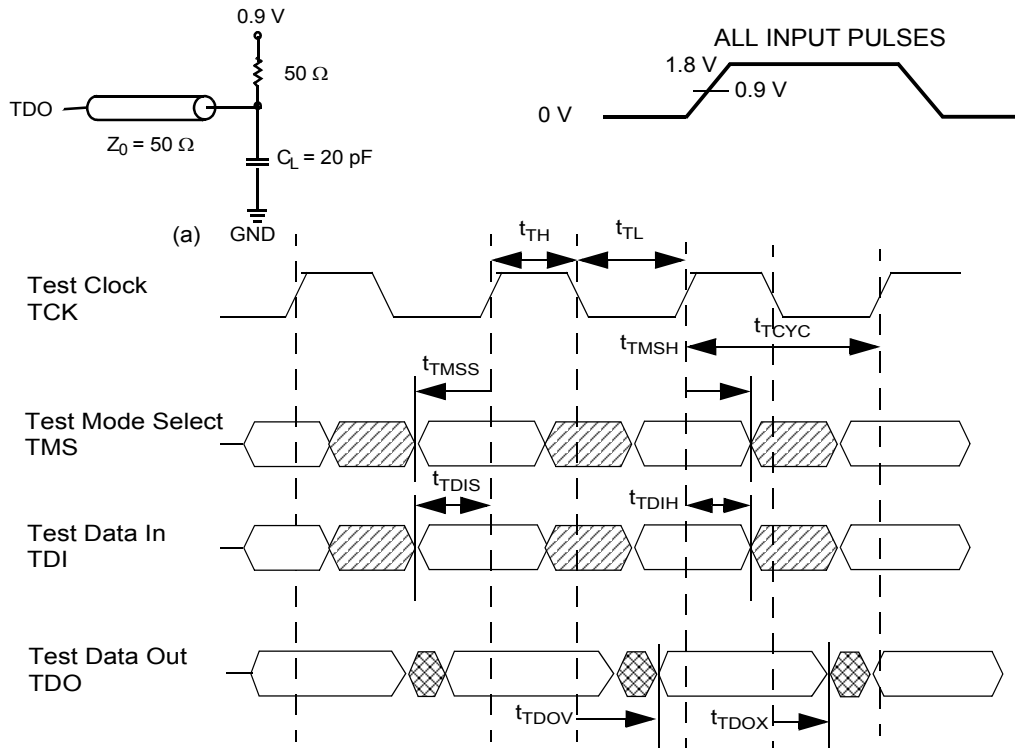 0.9 V
50 Ω
TDO
Z0 = 50 Ω
CL = 20 pF
(a)
GND
ALL INPUT PULSES
1.8 V
0.9 V
0 V
tTH
tTL
Test Clock
TCK
tTCYC
tTMSH
tTMSS
Test Mode Select
TMS
tTDIS
tTDIH
Test Data In
TDI
Test Data Out
TDO
tTDOV
tTDOX